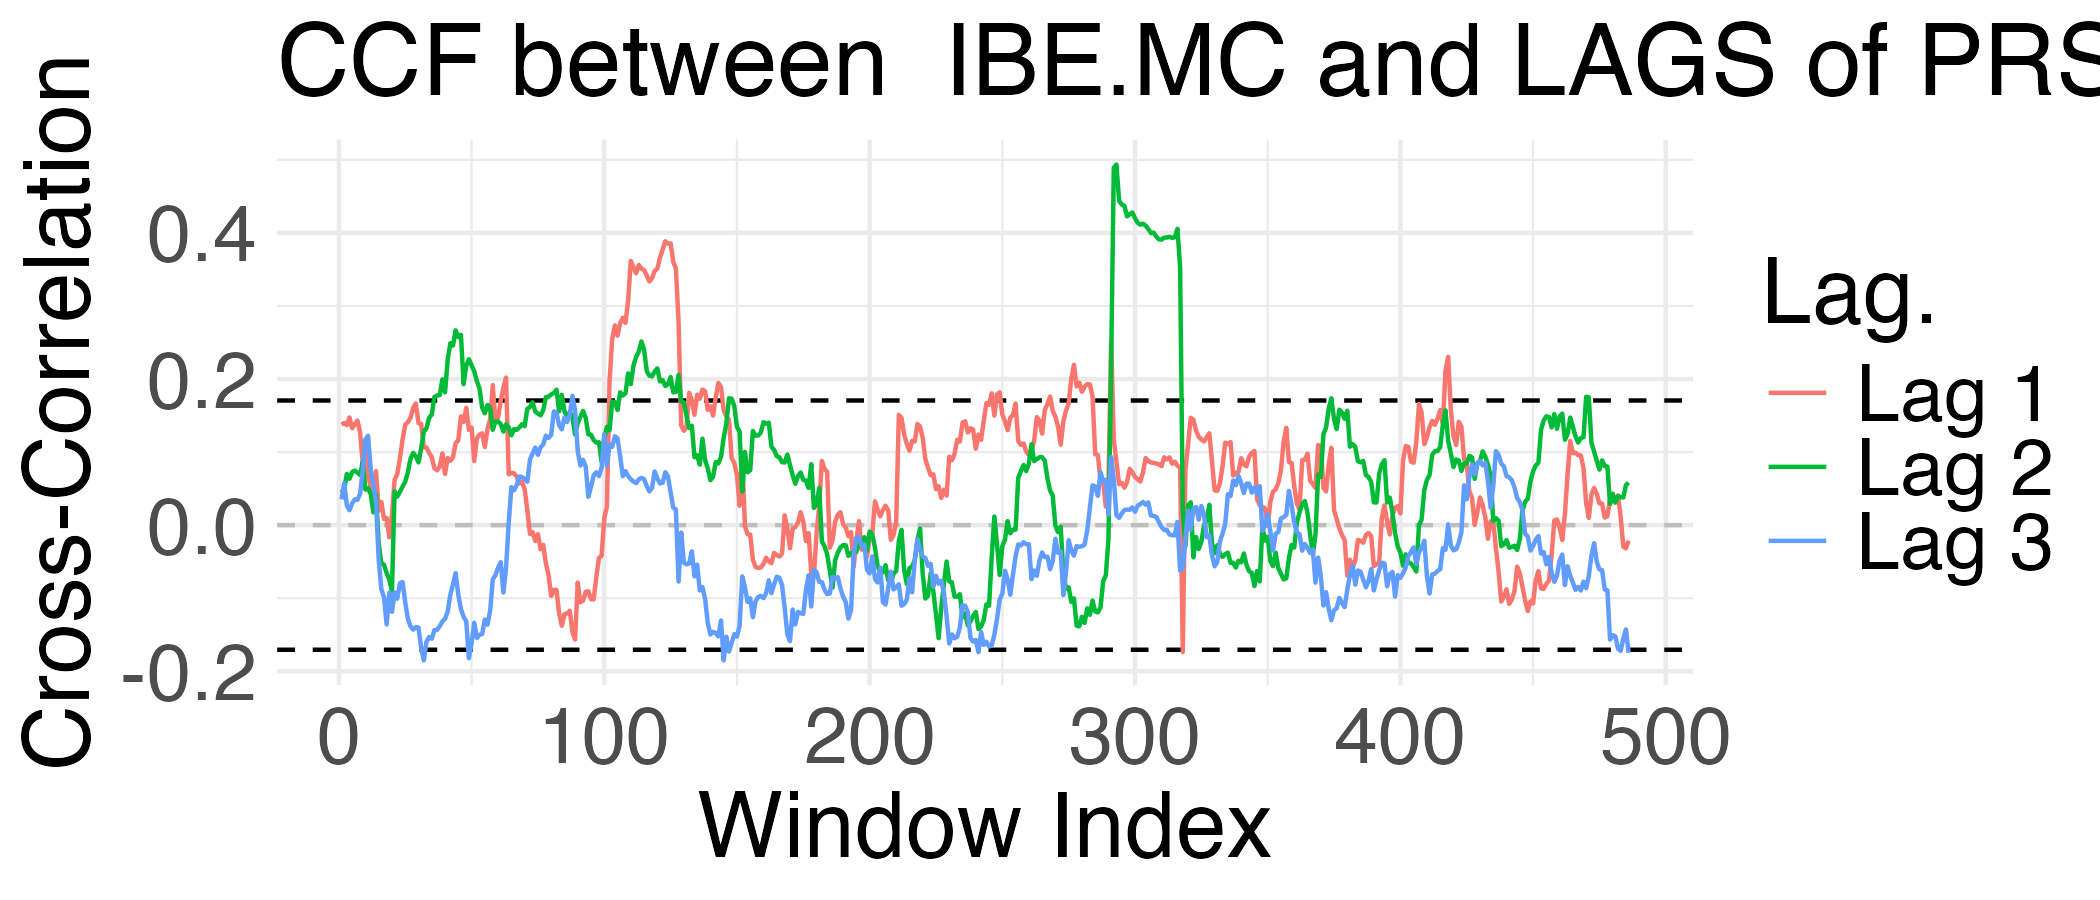 CCF between  IBE.MC and LAGS of PRS
Cross-Correlation
0.4
0.2
0.0
-0.2
0
100
200
300
400
500
Window Index
Lag.
Lag 1
Lag 2
Lag 3